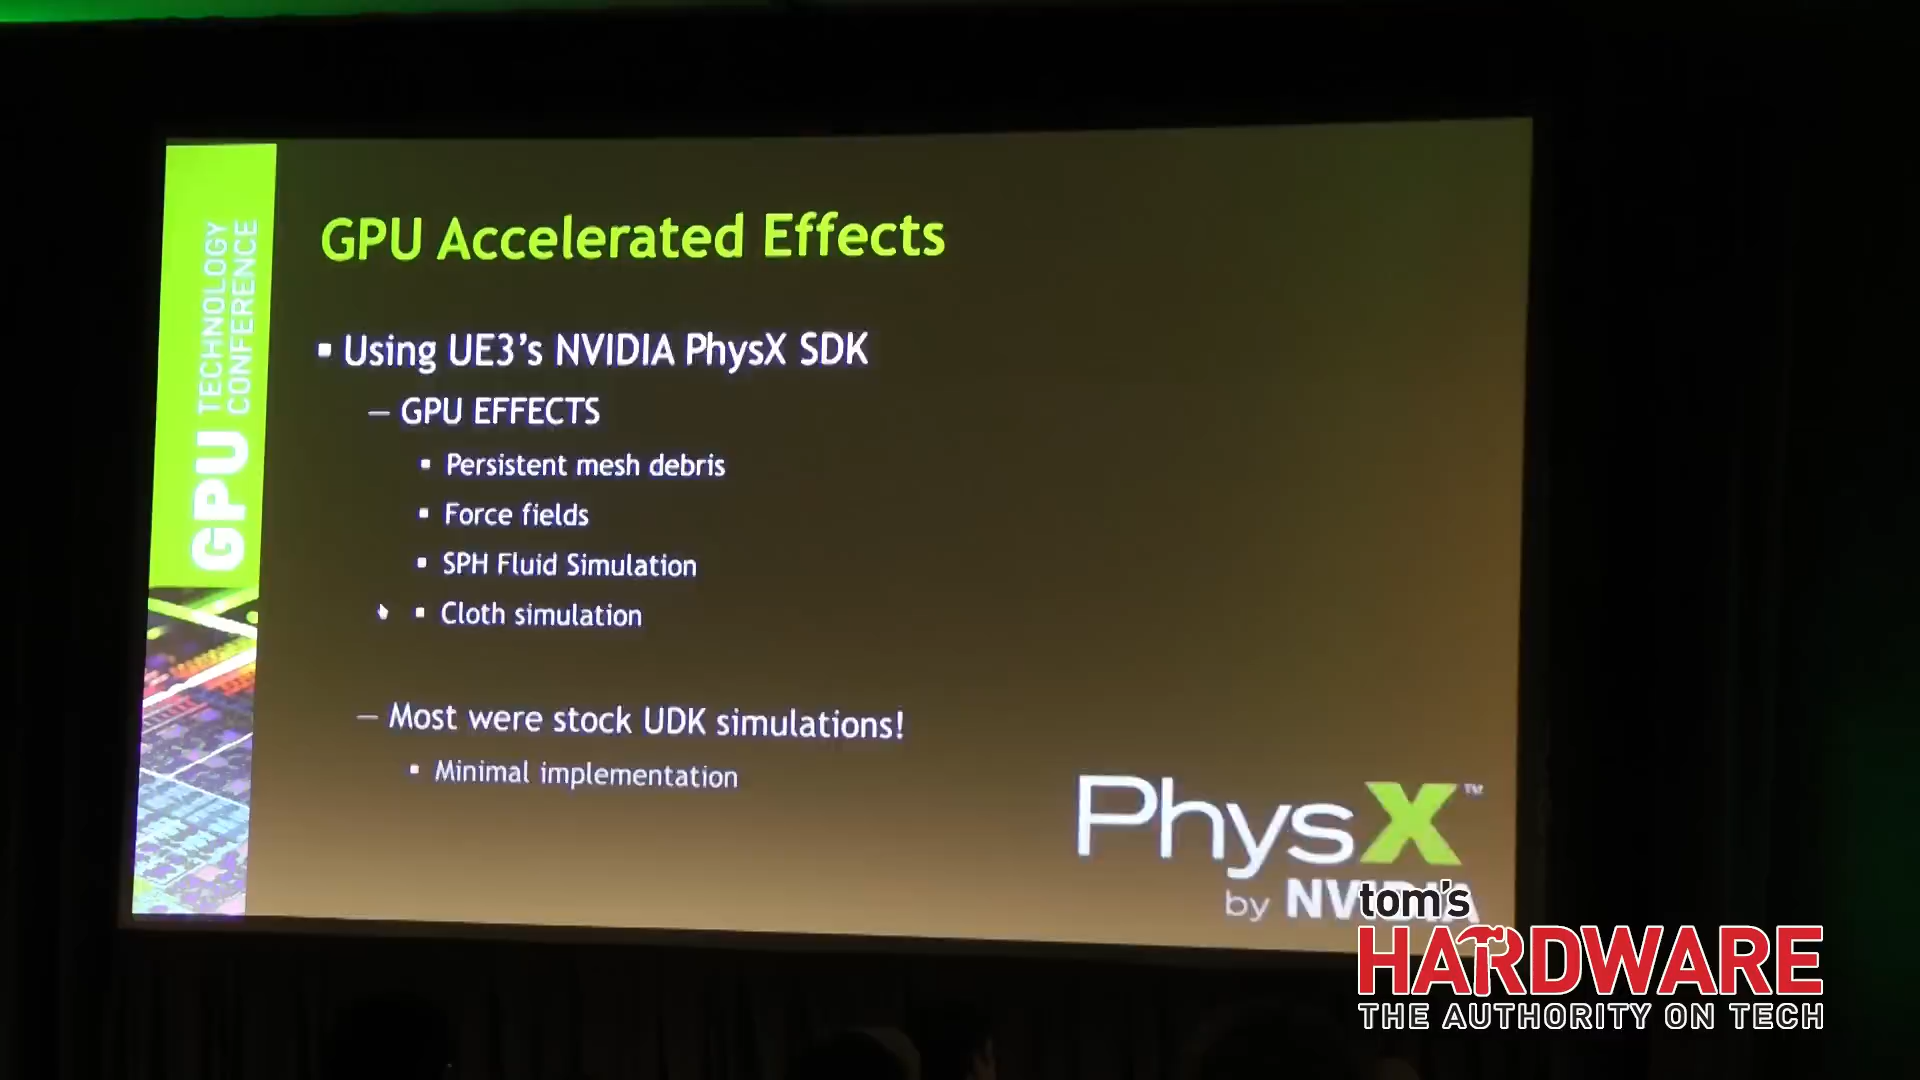 GPU TECHNOLOGY
CONFERENCE
GPU Accelerated Effects
▪ Using UE3's NVIDIA PhysX SDK
– GPU EFFECTS
▪ Persistent mesh debris
▪ Force fields
▪ SPH Fluid Simulation
▪ Cloth simulation
– Most were stock UDK simulations!
▪ Minimal implementation
PhysX™
by NVIDIA
tom's
HARDWARE
THE AUTHORITY ON TECH